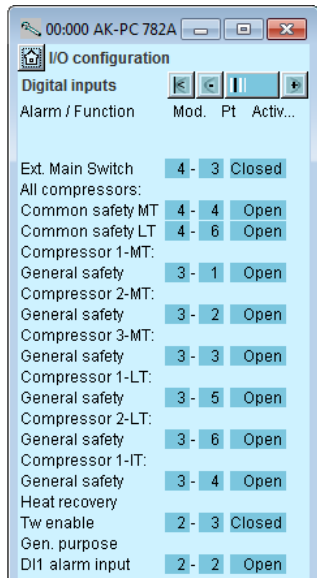 00:000 AK-PC 782A
I/O configuration
Digital inputs
Alarm / Function Mod. Pt Activ...
Ext. Main Switch 4 - 3 Closed
All compressors:
Common safety MT 4 - 4 Open
Common safety LT 4 - 6 Open
Compressor 1-MT:
General safety 3 - 1 Open
Compressor 2-MT:
General safety 3 - 2 Open
Compressor 3-MT:
General safety 3 - 3 Open
Compressor 1-LT:
General safety 3 - 5 Open
Compressor 2-LT:
General safety 3 - 6 Open
Compressor 1-IT:
General safety 3 - 4 Open
Heat recovery
Tw enable 2 - 3 Closed
Gen. purpose
DI1 alarm input 2 - 2 Open